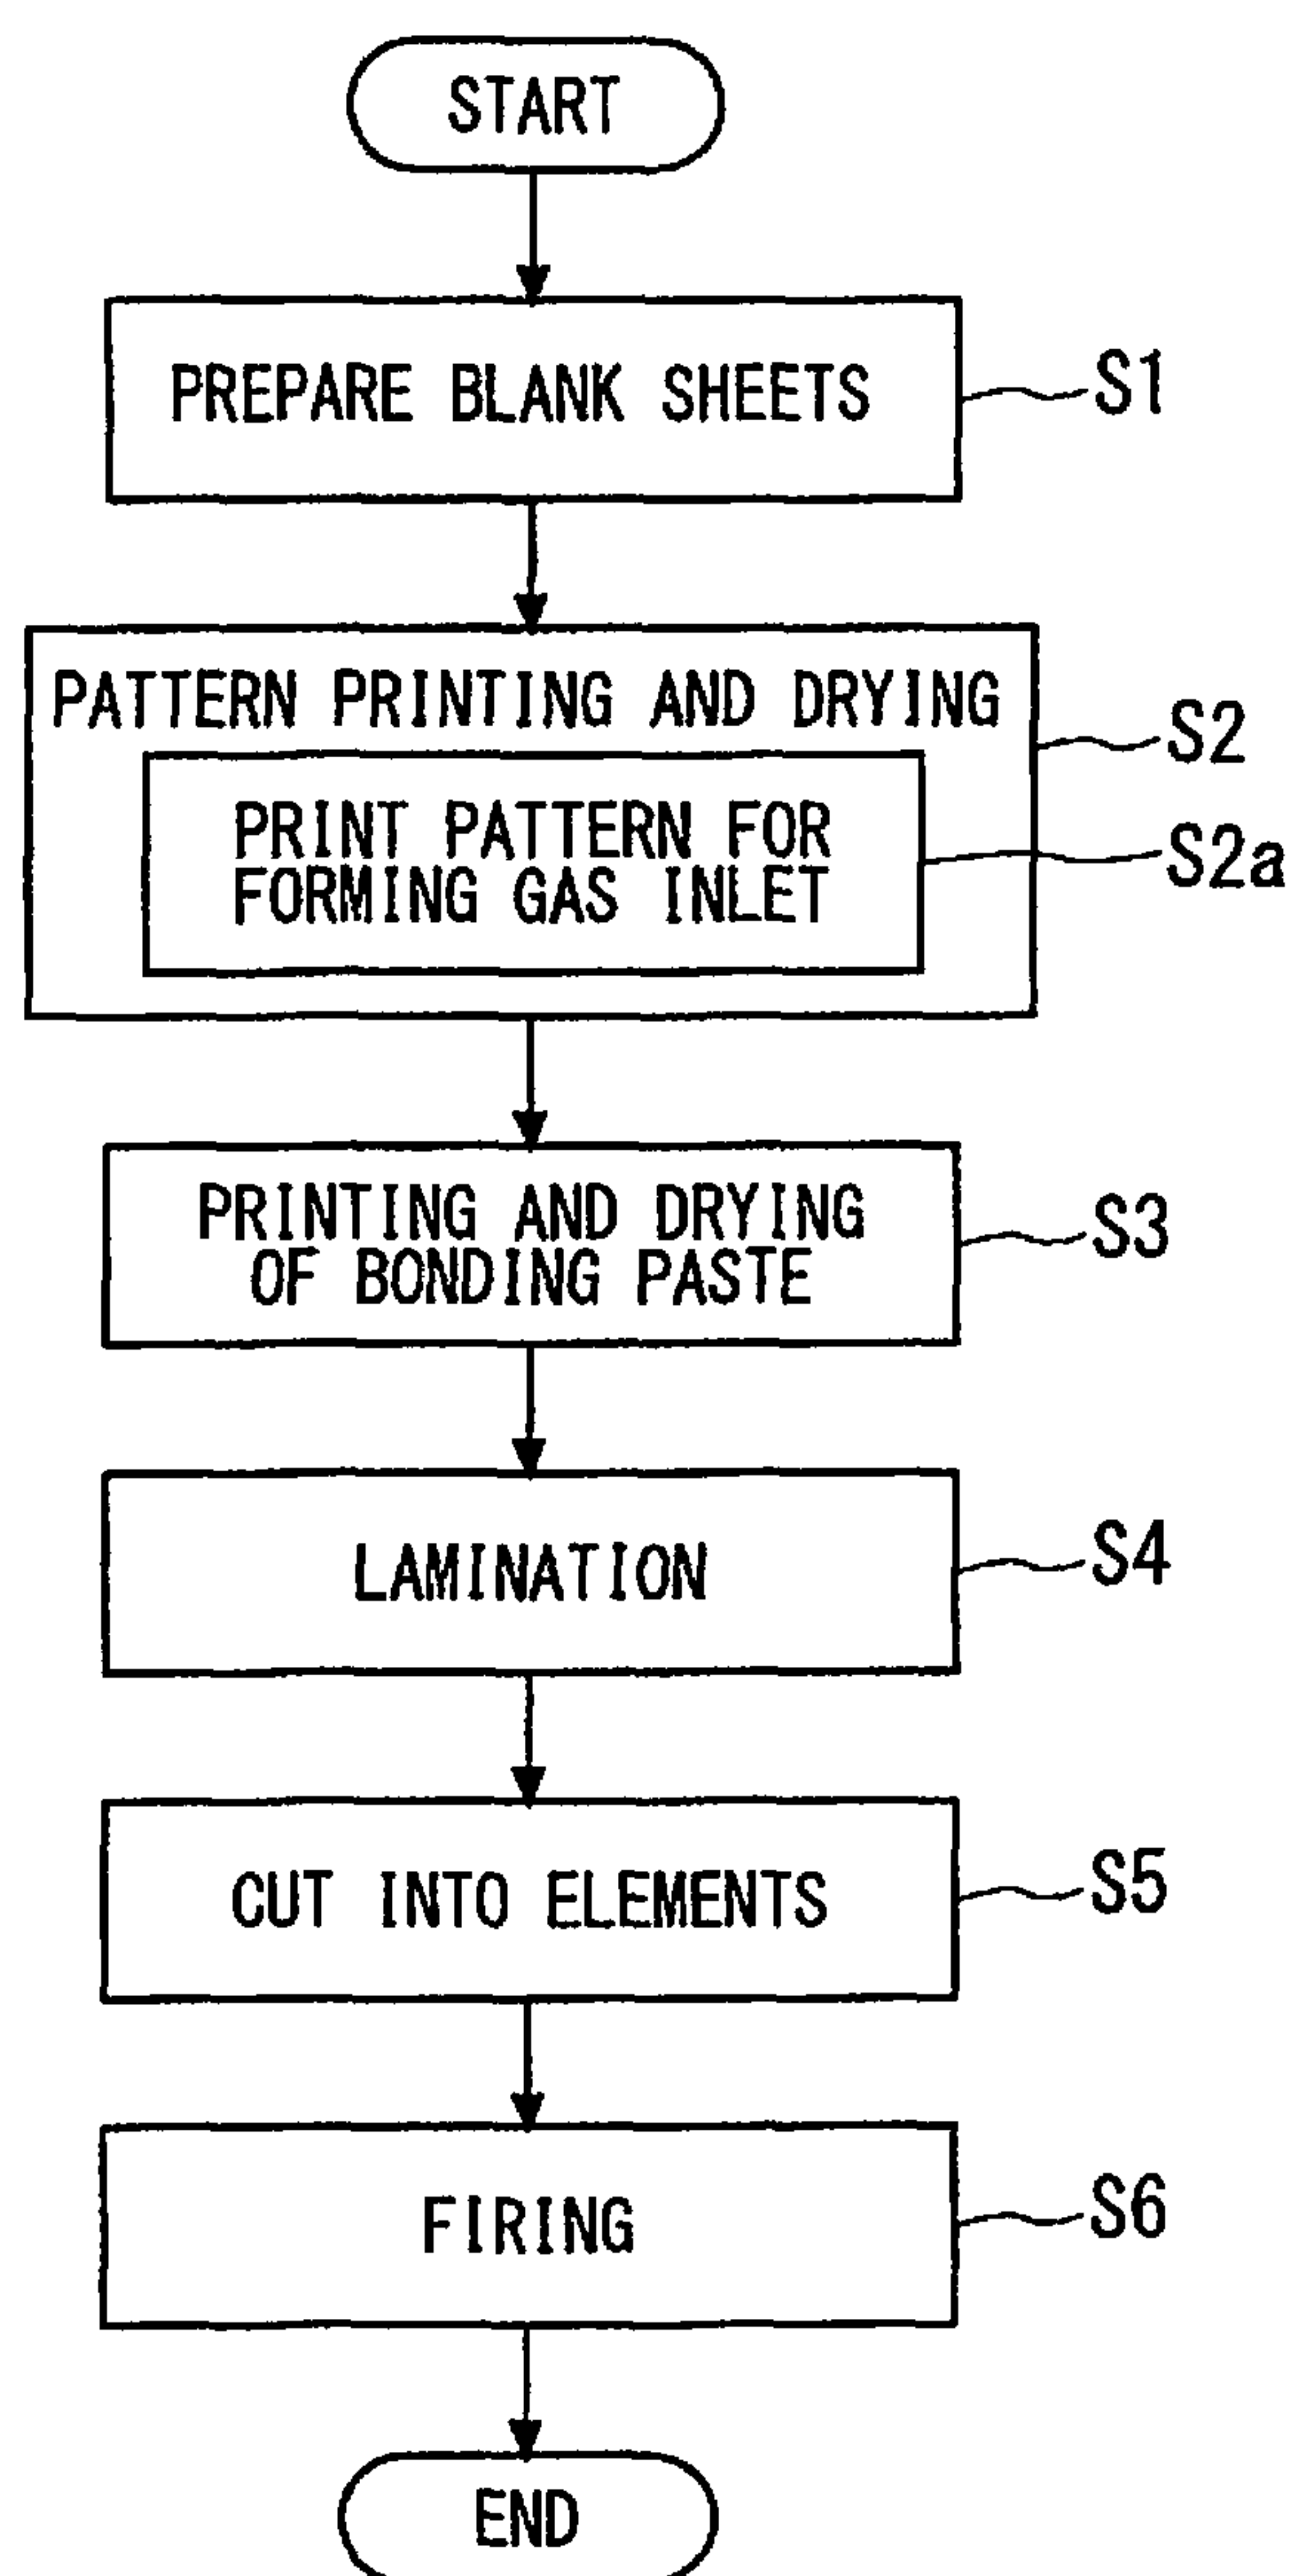 START
PREPARE BLANK SHEETS
S1
PATTERN PRINTING AND DRYING
S2
PRINT PATTERN FOR
FORMING GAS INLET
S2a
PRINTING AND DRYING
OF BONDING PASTE
S3
LAMINATION
S4
CUT INTO ELEMENTS
S5
FIRING
S6
END